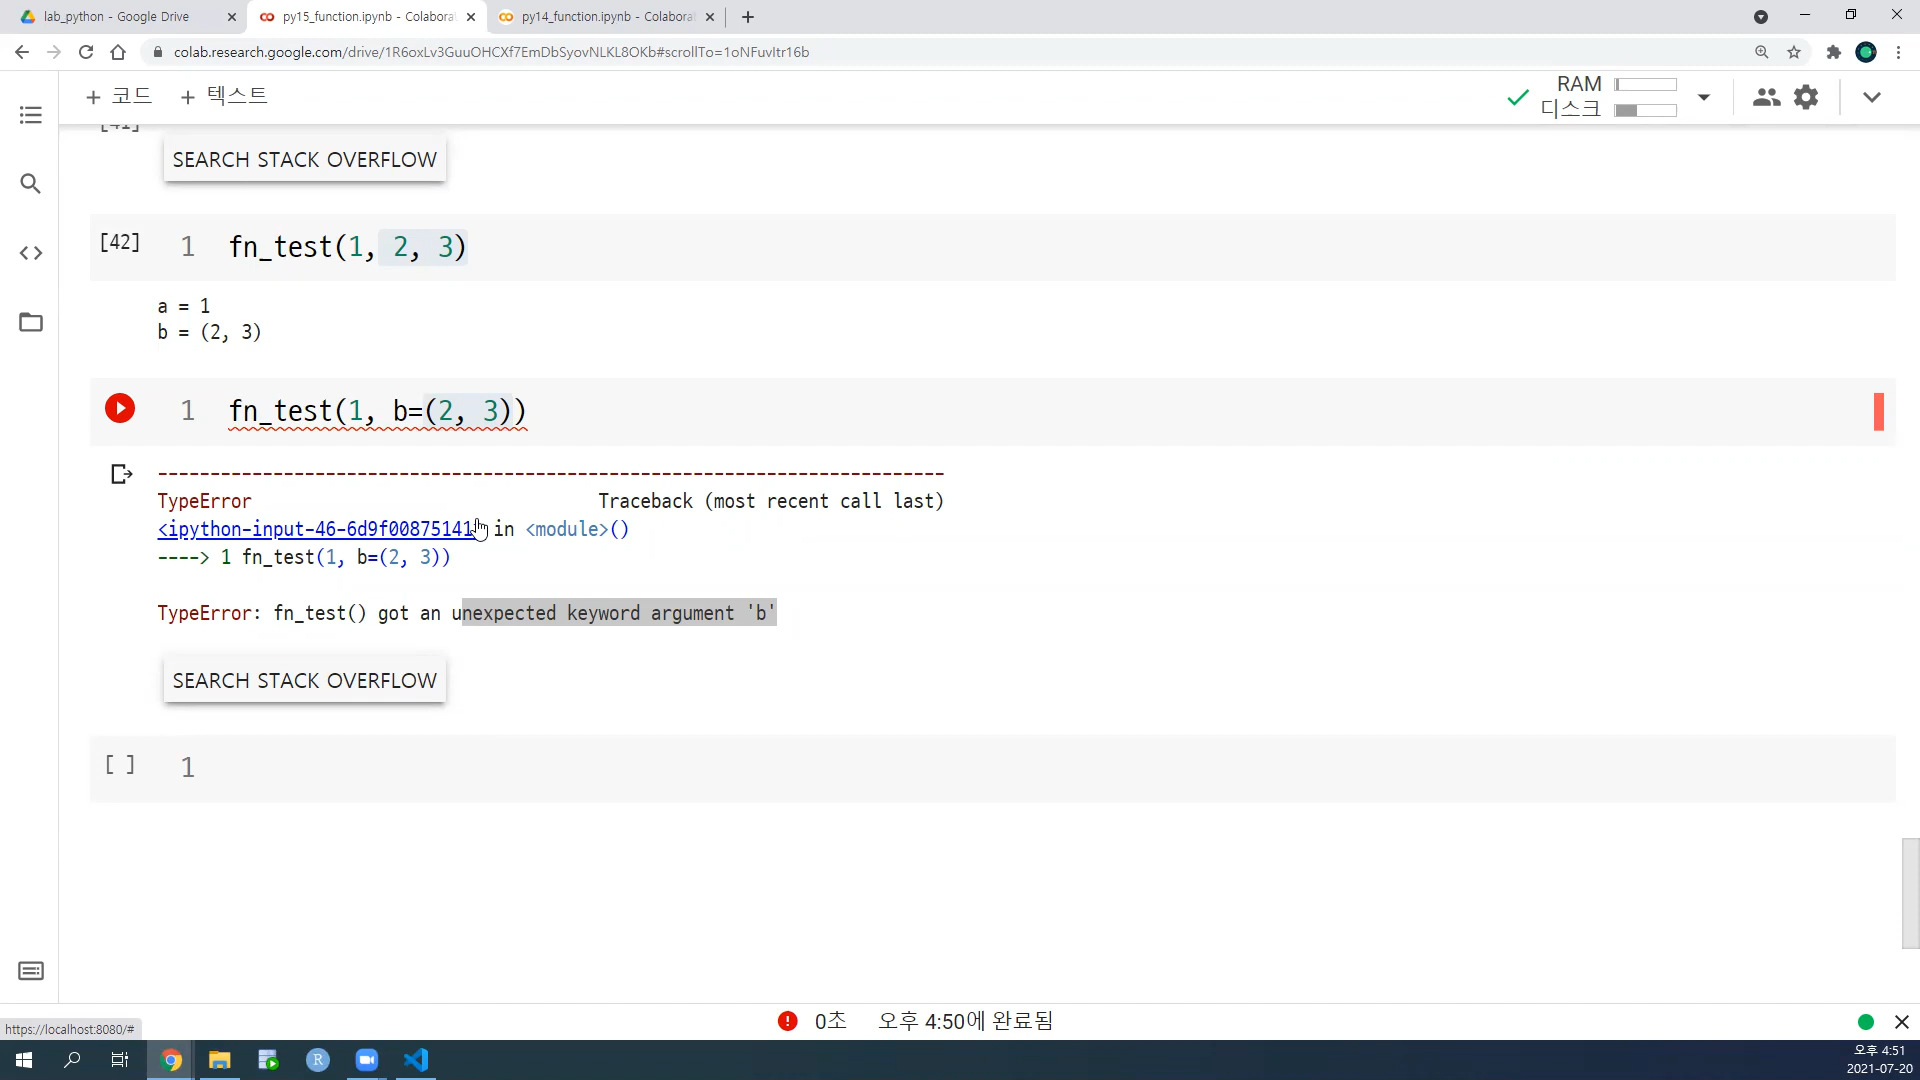 lab_python - Google Drive
py15_function.ipynb - Colabora
py14_function.ipynb - Colabora
colab.research.google.com/drive/1R6oxLv3GuuOHCXf7EmDbSyovNLKL8OKb#scrollTo=1oNFuvItr16b
+ 코드 + 텍스트
RAM
디스크
[41]
SEARCH STACK OVERFLOW
[42] 1 fn_test(1, 2, 3)
a = 1
b = (2, 3)
1 fn_test(1, b=(2, 3))
---------------------------------------------------------------------------
TypeError Traceback (most recent call last)
<ipython-input-46-6d9f00875141> in <module>()
----> 1 fn_test(1, b=(2, 3))
TypeError: fn_test() got an unexpected keyword argument 'b'
SEARCH STACK OVERFLOW
[ ] 1
0초 오후 4:50에 완료됨
https://localhost:8080/#
R
오후 4:51
2021-07-20